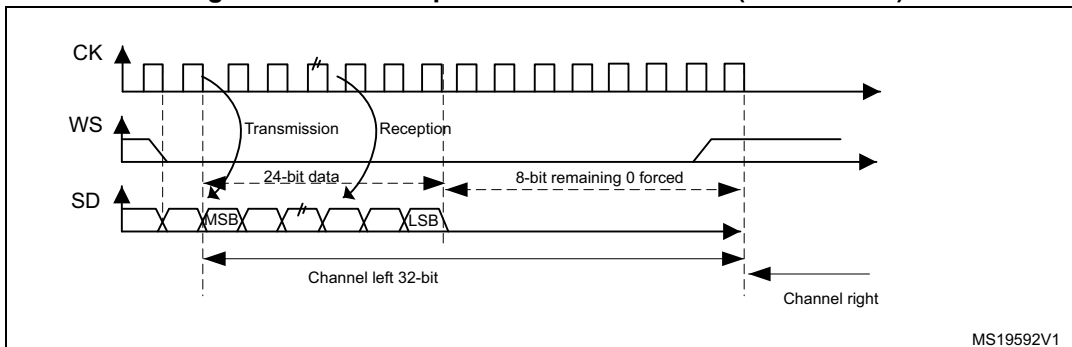 CK
WS
Transmission
Reception
24-bit data
8-bit remaining 0 forced
SD
MSB
LSB
Channel left 32-bit
Channel right
MS19592V1